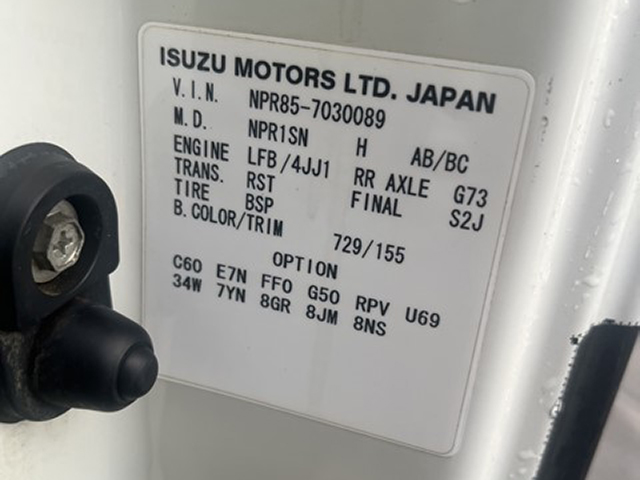 ISUZU MOTORS LTD. JAPAN
V.I.N. NPR85-7030089
M.D. NPR1SN H AB/BC
ENGINE LFB/4JJ1 RR AXLE G73
TRANS. RST FINAL S2J
TIRE BSP
B.COLOR/TRIM 729/155
OPTION
C60 E7N FFO G50 RPV U69
34W 7YN 8GR 8JM 8NS